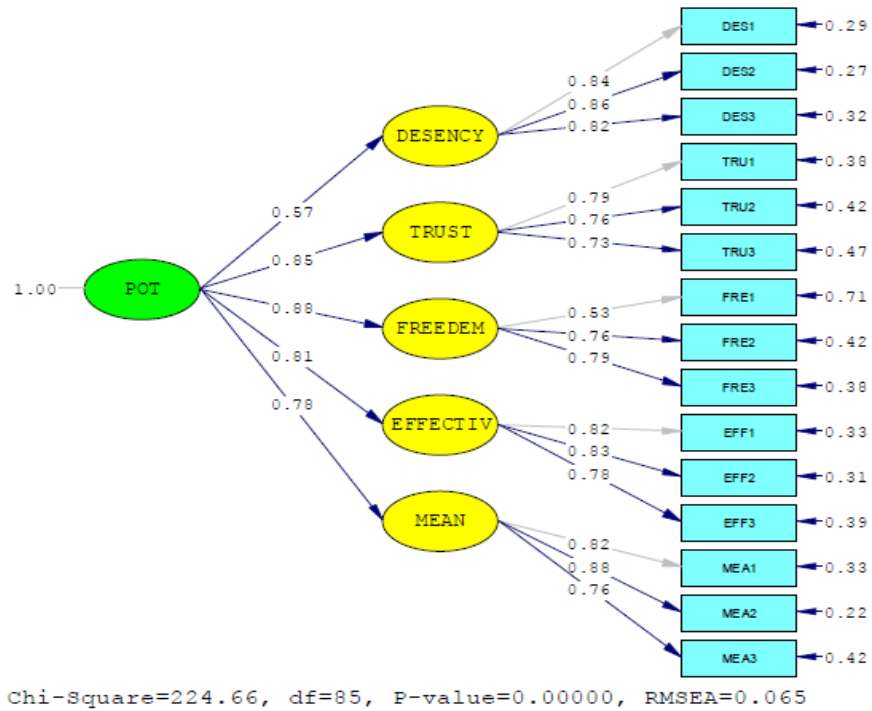 DES1 0.29
0.84
DES2 0.27
0.86
DES3 0.32
0.82
DESENCY
TRU1 0.38
0.79
TRU2 0.42
0.76
TRU3 0.47
0.73
TRUST
0.57
0.85
1.00 POT
0.88
0.81
0.78
FRE1 0.71
0.53
FREEDEM
FRE2 0.42
0.76
FRE3 0.38
0.79
EFF1 0.33
0.82
EFFECTIV
EFF2 0.31
0.83
EFF3 0.39
0.78
MEAN
MEA1 0.33
0.82
MEA2 0.22
0.88
MEA3 0.42
0.76
Chi-Square=224.66, df=85, P-value=0.00000, RMSEA=0.065